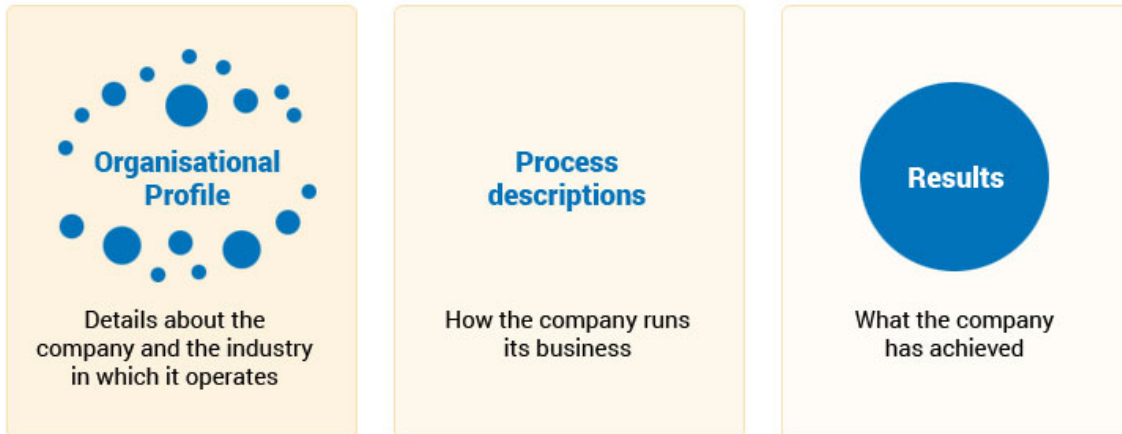 Organisational
Profile
Details about the
company and the industry
in which it operates
Process
descriptions
How the company runs
its business
Results
What the company
has achieved